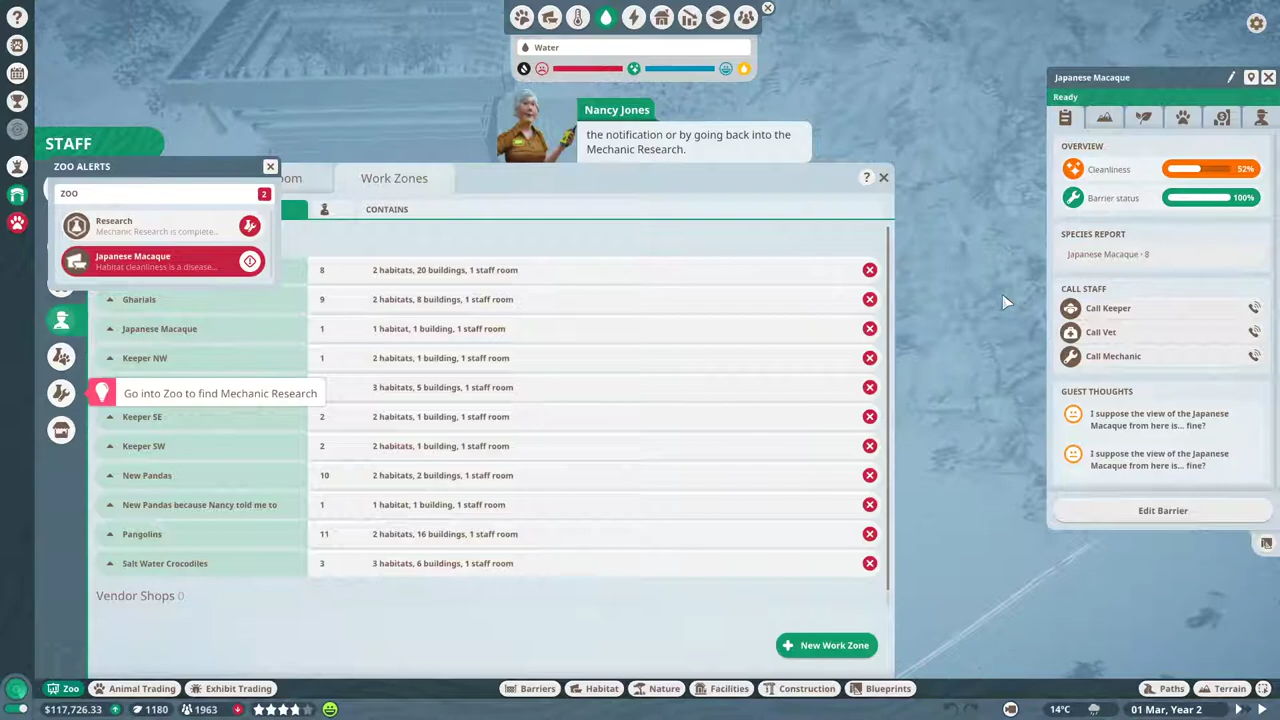 Water
Nancy Jones
the notification or by going back into the
Mechanic Research.
STAFF
ZOO ALERTS
ZOO
2
Research
Mechanic Research is complete...
Japanese Macaque
Habitat cleanliness is a disease...
oom
Work Zones
?
CONTAINS
8
2 habitats, 20 buildings, 1 staff room
Gharials
9
2 habitats, 8 buildings, 1 staff room
Japanese Macaque
1
1 habitat, 1 building, 1 staff room
Keeper NW
1
2 habitats, 1 building, 1 staff room
Go into Zoo to find Mechanic Research
3 habitats, 5 buildings, 1 staff room
Keeper SE
2
2 habitats, 1 building, 1 staff room
Keeper SW
2
2 habitats, 1 building, 1 staff room
New Pandas
10
2 habitats, 2 buildings, 1 staff room
New Pandas because Nancy told me to
1
1 habitat, 1 building, 1 staff room
Pangolins
11
2 habitats, 16 buildings, 1 staff room
Salt Water Crocodiles
3
3 habitats, 6 buildings, 1 staff room
Vendor Shops 0
New Work Zone
Japanese Macaque
Ready
OVERVIEW
Cleanliness
52%
Barrier status
100%
SPECIES REPORT
Japanese Macaque - 8
CALL STAFF
Call Keeper
Call Vet
Call Mechanic
GUEST THOUGHTS
I suppose the view of the Japanese
Macaque from here is... fine?
I suppose the view of the Japanese
Macaque from here is... fine?
Edit Barrier
Zoo
Animal Trading
Exhibit Trading
Barriers
Habitat
Nature
Facilities
Construction
Blueprints
Paths
Terrain
$117,726.33
1180
1963
14°C
01 Mar, Year 2